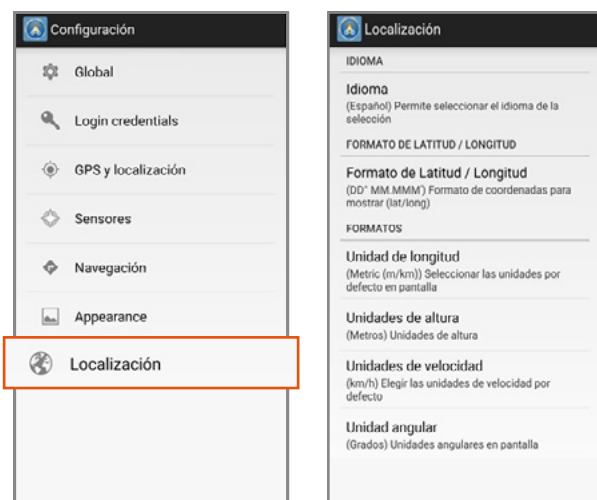 Configuración
Global
Login credentials
GPS y localización
Sensores
Navegación
Appearance
Localización
Localización
IDIOMA
Idioma
(Español) Permite seleccionar el idioma de la
selección
FORMATO DE LATITUD / LONGITUD
Formato de Latitud / Longitud
(DD° MM.MMM') Formato de coordenadas para
mostrar (lat/long)
FORMATOS
Unidad de longitud
(Metric (m/km)) Seleccionar las unidades por
defecto en pantalla
Unidades de altura
(Metros) Unidades de altura
Unidades de velocidad
(km/h) Elegir las unidades de velocidad por
defecto
Unidad angular
(Grados) Unidades angulares en pantalla